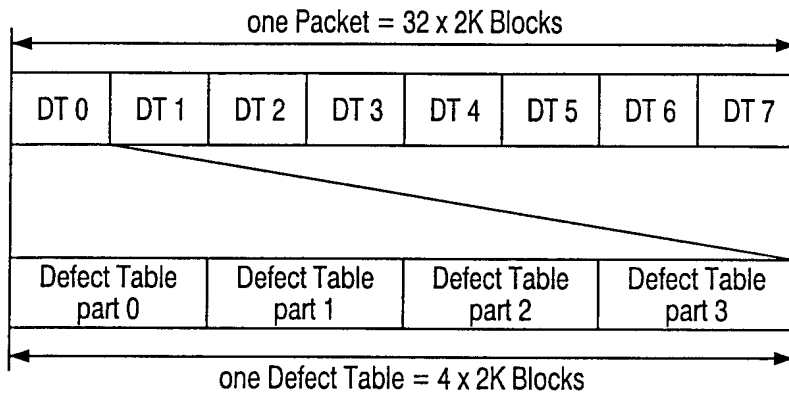 one Packet = 32 x 2K Blocks
DT 0 DT 1 DT 2 DT 3 DT 4 DT 5 DT 6 DT 7
Defect Table Defect Table Defect Table Defect Table
part 0 part 1 part 2 part 3
one Defect Table = 4 x 2K Blocks